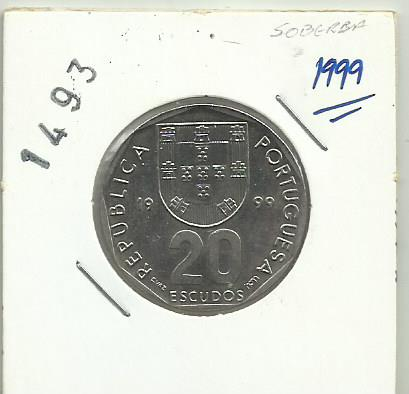 SOBERBA
1999
1493
REPUBLICA PORTUGUESA
19 99
20
ESCUDOS